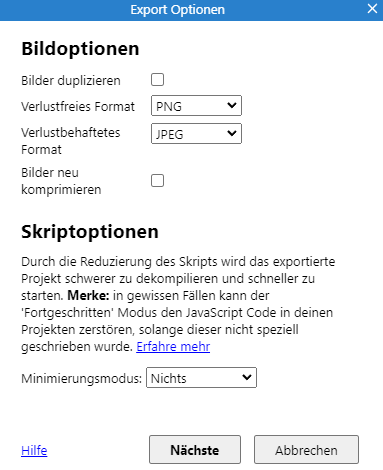 Export Optionen
Bildoptionen
Bilder duplizieren
Verlustfreies Format PNG
Verlustbehaftetes JPEG
Format
Bilder neu
komprimieren
Skriptoptionen
Durch die Reduzierung des Skripts wird das exportierte
Projekt schwerer zu dekompilieren und schneller zu
starten. Merke: in gewissen Fällen kann der
'Fortgeschritten' Modus den JavaScript Code in deinen
Projekten zerstören, solange dieser nicht speziell
geschrieben wurde. Erfahre mehr
Minimierungsmodus: Nichts
Hilfe Nächste Abbrechen